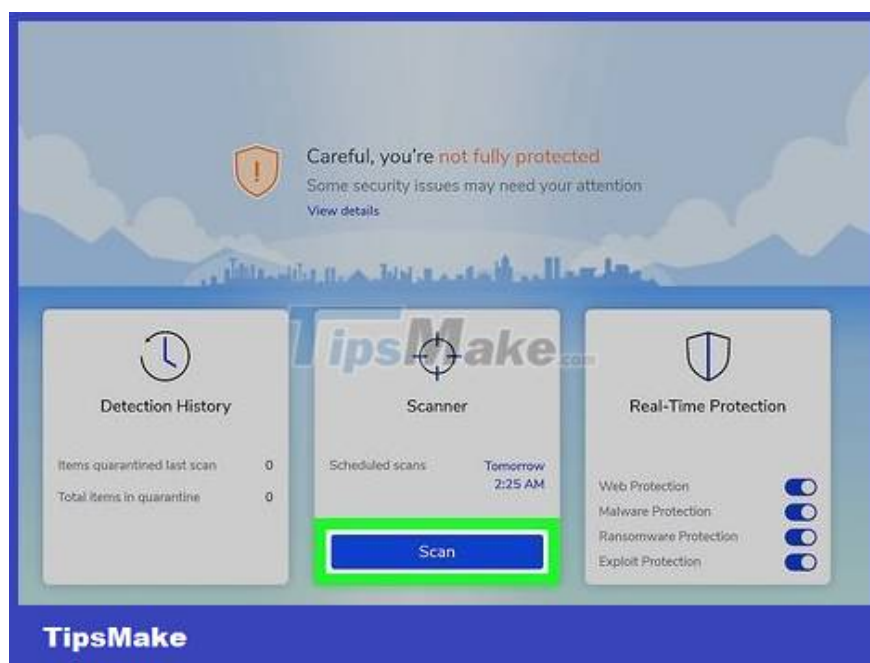 Careful, you're not fully protected
Some security issues may need your attention
View details
TipsMake.com
Detection History
Items quarantined last scan 0
Total items in quarantine 0
Scanner
Scheduled scans Tomorrow
2:25 AM
Scan
Real-Time Protection
Web Protection
Malware Protection
Ransomware Protection
Exploit Protection
TipsMake